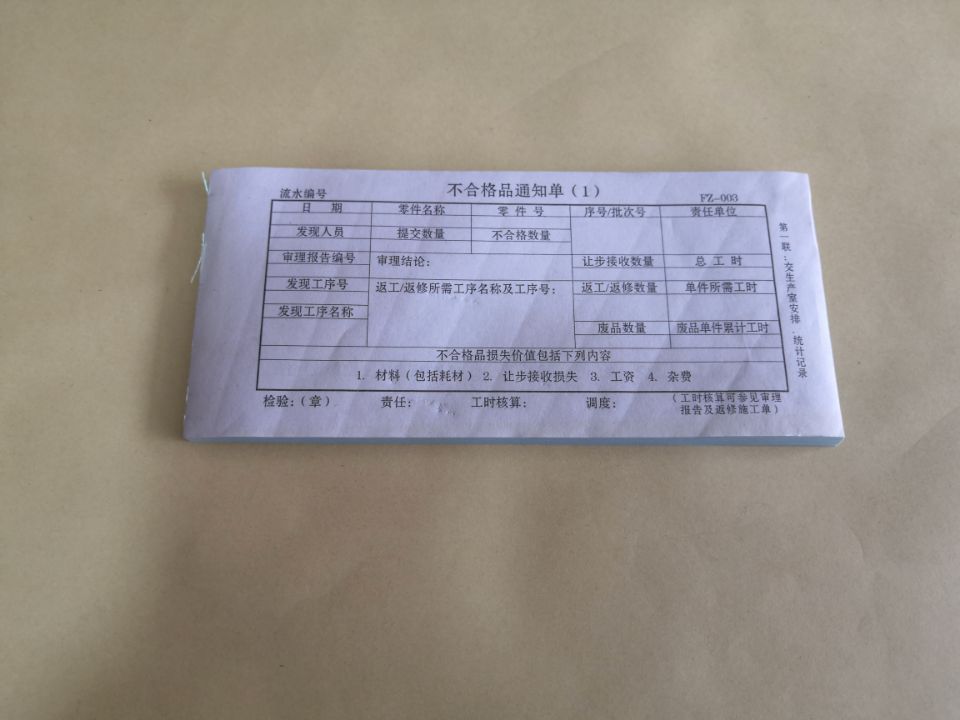 不合格品通知单（1）
流水编号
FZ-003
日 期 零件名称 零 件 号 序号/批次号 责任单位
发现人员 提交数量 不合格数量
审理报告编号 审理结论: 让步接收数量 总 工 时
发现工序号 返工/返修所需工序名称及工序号: 返工/返修数量 单件所需工时
发现工序名称
废品数量 废品单件累计工时
不合格品损失价值包括下列内容
1. 材料（包括耗材）2. 让步接收损失 3. 工资 4. 杂费
检验:（章） 责任: 工时核算: 调度: （工时核算可参见审理
报告及返修施工单）
第一联:交生产室安排.统计记录